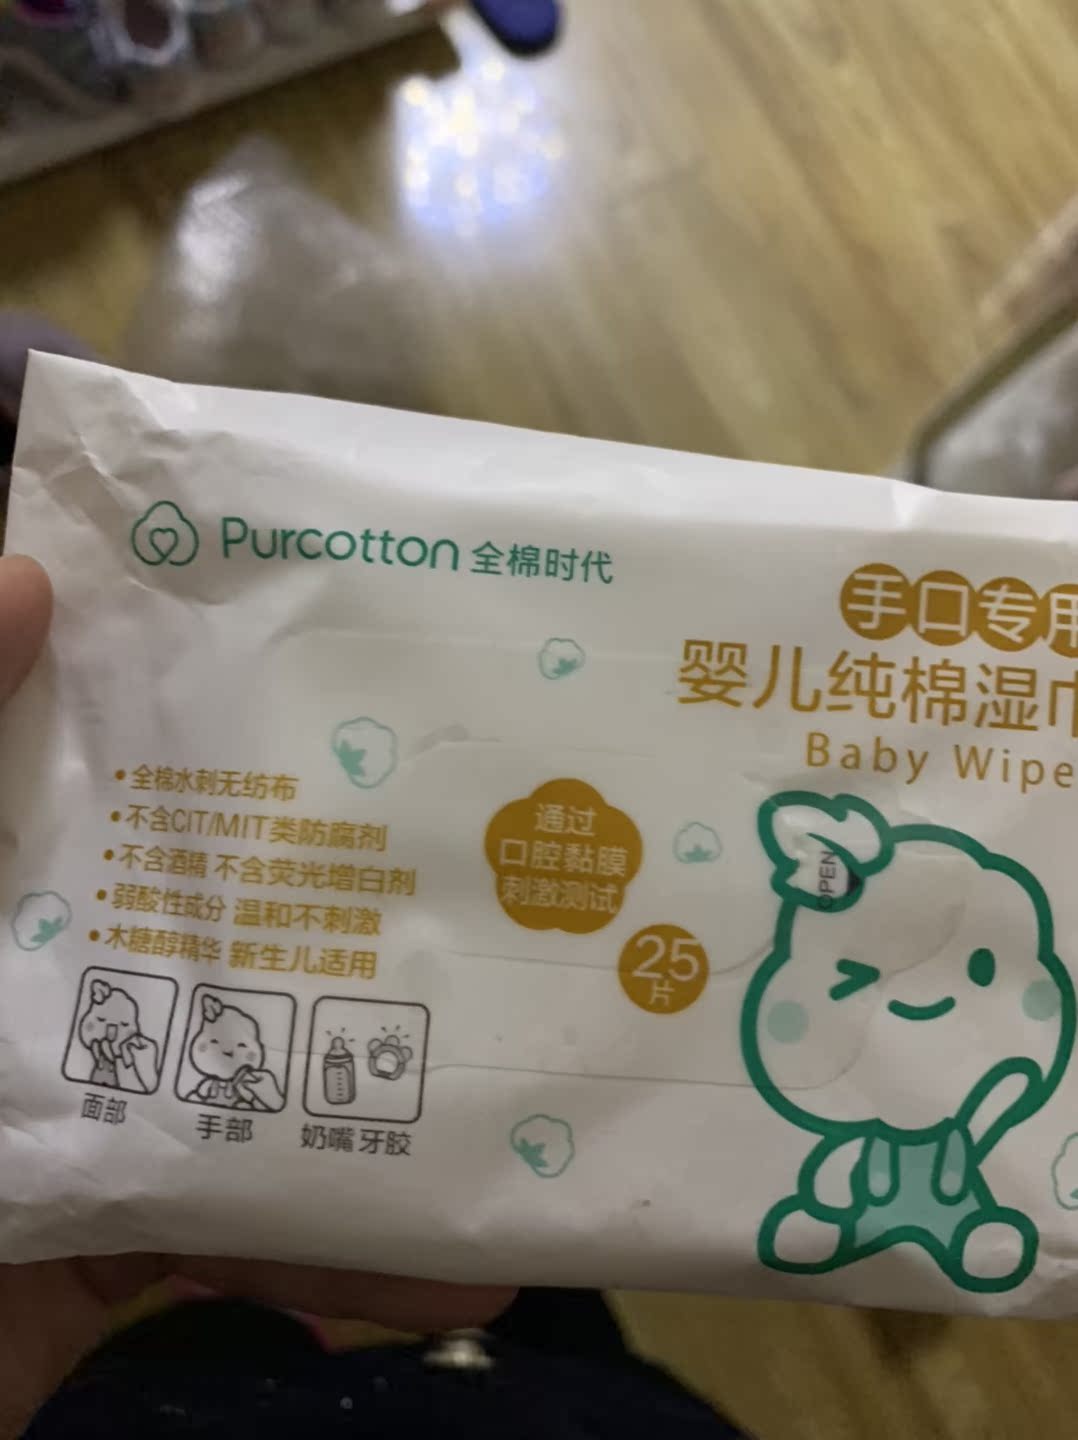 Purcotton 全棉时代
手口专用
婴儿纯棉湿巾
Baby Wipe
• 全棉水刺无纺布
• 不含CIT/MIT类防腐剂
• 不含酒精 不含荧光增白剂
• 弱酸性成分 温和不刺激
• 木糖醇精华 新生儿适用
通过
口腔黏膜
刺激测试
25
片
OPEN
面部
手部
奶嘴 牙胶